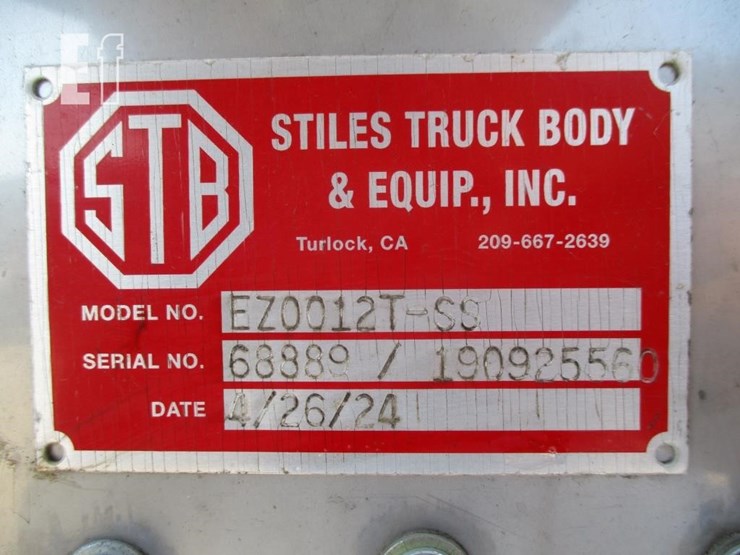 Ef
STB
STILES TRUCK BODY
& EQUIP., INC.
Turlock, CA 209-667-2639
MODEL NO. EZ0012T-SS
SERIAL NO. 68889 / 190925560
DATE 4/26/24